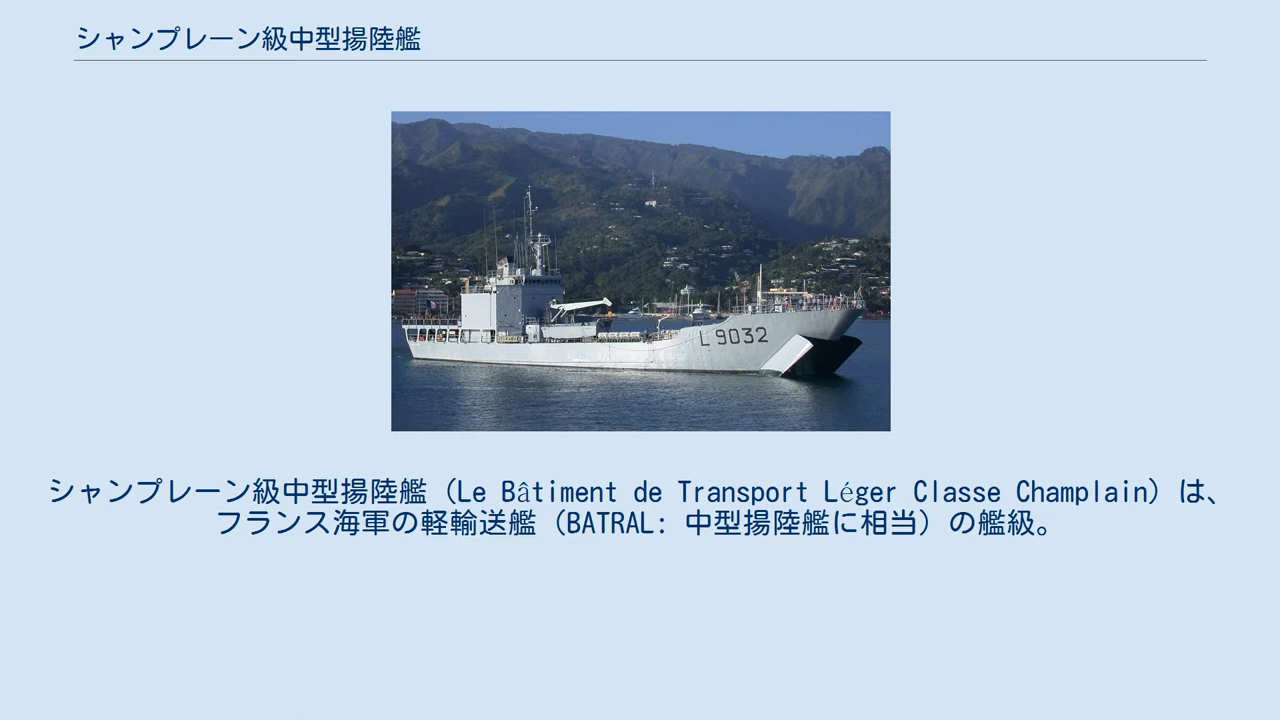 シャンプレーン級中型揚陸艦
L 9032
シャンプレーン級中型揚陸艦（Le Bâtiment de Transport Léger Classe Champlain）は、
フランス海軍の軽輸送艦（BATRAL: 中型揚陸艦に相当）の艦級。